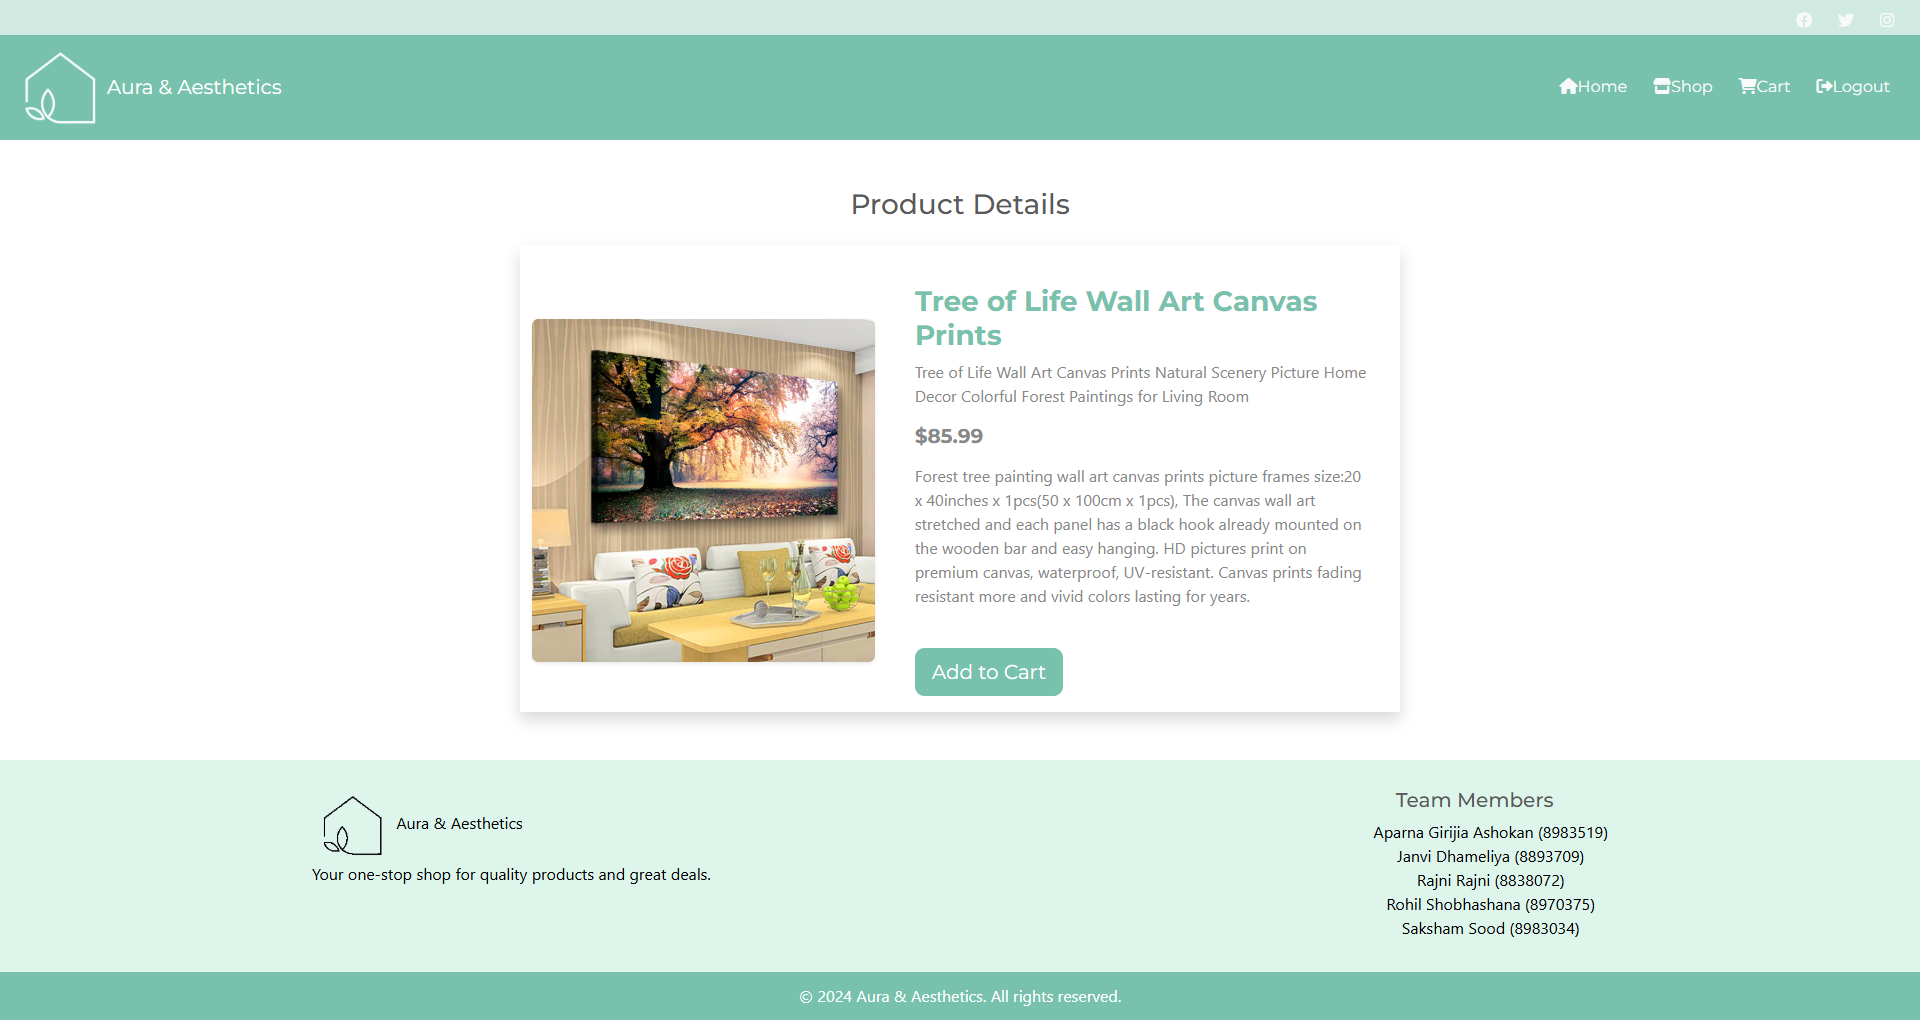 Aura & Aesthetics
Home
Shop
Cart
Logout
Product Details
Tree of Life Wall Art Canvas
Prints
Tree of Life Wall Art Canvas Prints Natural Scenery Picture Home
Decor Colorful Forest Paintings for Living Room
$85.99
Forest tree painting wall art canvas prints picture frames size:20
x 40inches x 1pcs(50 x 100cm x 1pcs), The canvas wall art
stretched and each panel has a black hook already mounted on
the wooden bar and easy hanging. HD pictures print on
premium canvas, waterproof, UV-resistant. Canvas prints fading
resistant more and vivid colors lasting for years.
Add to Cart
Aura & Aesthetics
Your one-stop shop for quality products and great deals.
Team Members
Aparna Girijia Ashokan (8983519)
Janvi Dhameliya (8893709)
Rajni Rajni (8838072)
Rohil Shobhashana (8970375)
Saksham Sood (8983034)
© 2024 Aura & Aesthetics. All rights reserved.